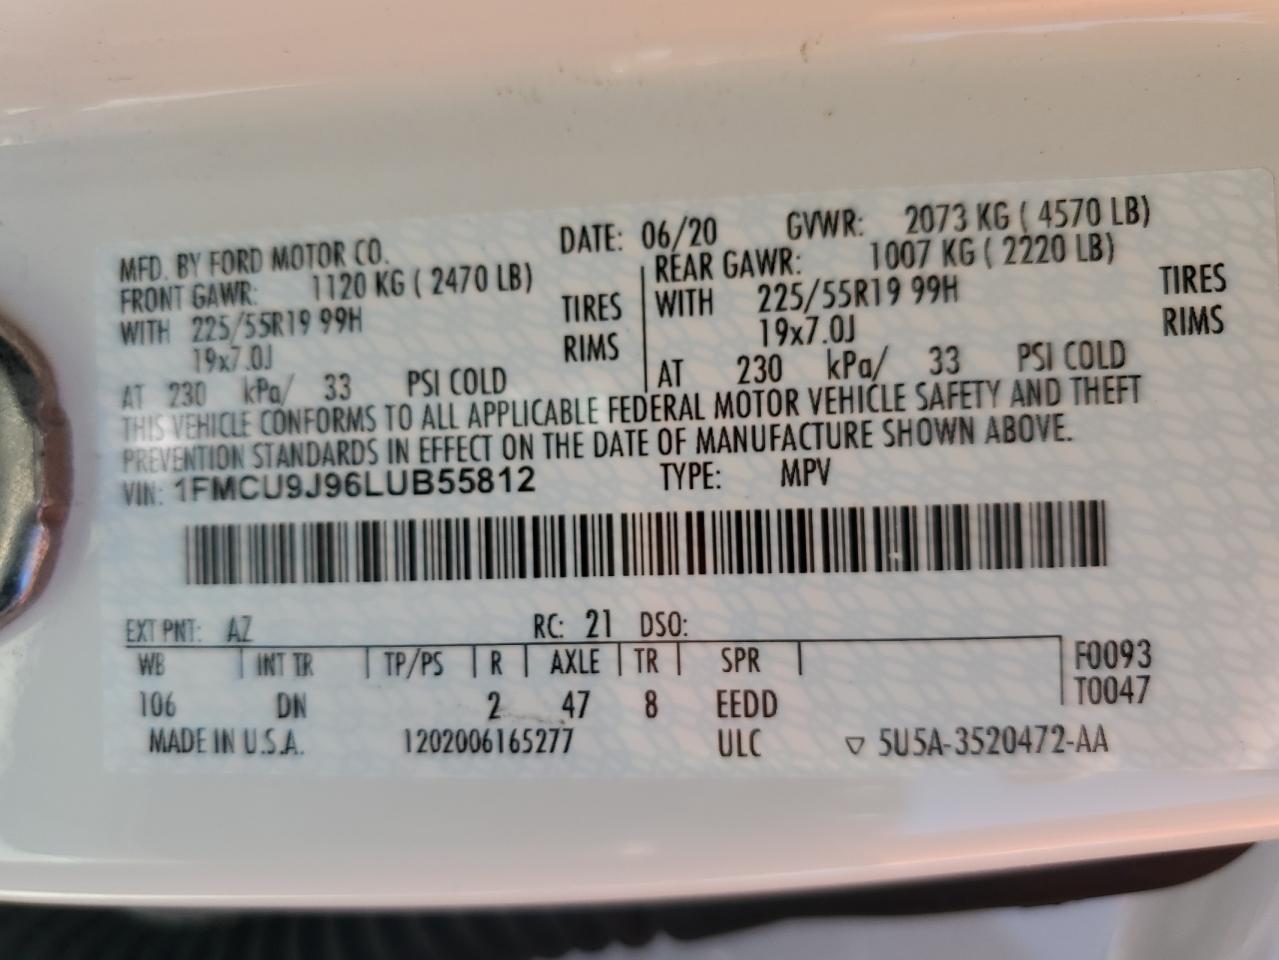 MFD. BY FORD MOTOR CO. DATE: 06/20 GVWR: 2073 KG ( 4570 LB)
FRONT GAWR: 1120 KG ( 2470 LB) REAR GAWR: 1007 KG ( 2220 LB)
WITH 225/55R19 99H TIRES WITH 225/55R19 99H TIRES
19x7.0J RIMS 19x7.0J RIMS
AT 230 kPa/ 33 PSI COLD AT 230 kPa/ 33 PSI COLD
THIS VEHICLE CONFORMS TO ALL APPLICABLE FEDERAL MOTOR VEHICLE SAFETY AND THEFT
PREVENTION STANDARDS IN EFFECT ON THE DATE OF MANUFACTURE SHOWN ABOVE.
VIN: 1FMCU9J96LUB55812 TYPE: MPV
EXT PNT: AZ RC: 21 DSO:
WB INT TR TP/PS R AXLE TR SPR F0093
106 DN 2 47 8 EEDD T0047
MADE IN U.S.A. 1202006165277 ULC ▽ 5U5A-3520472-AA